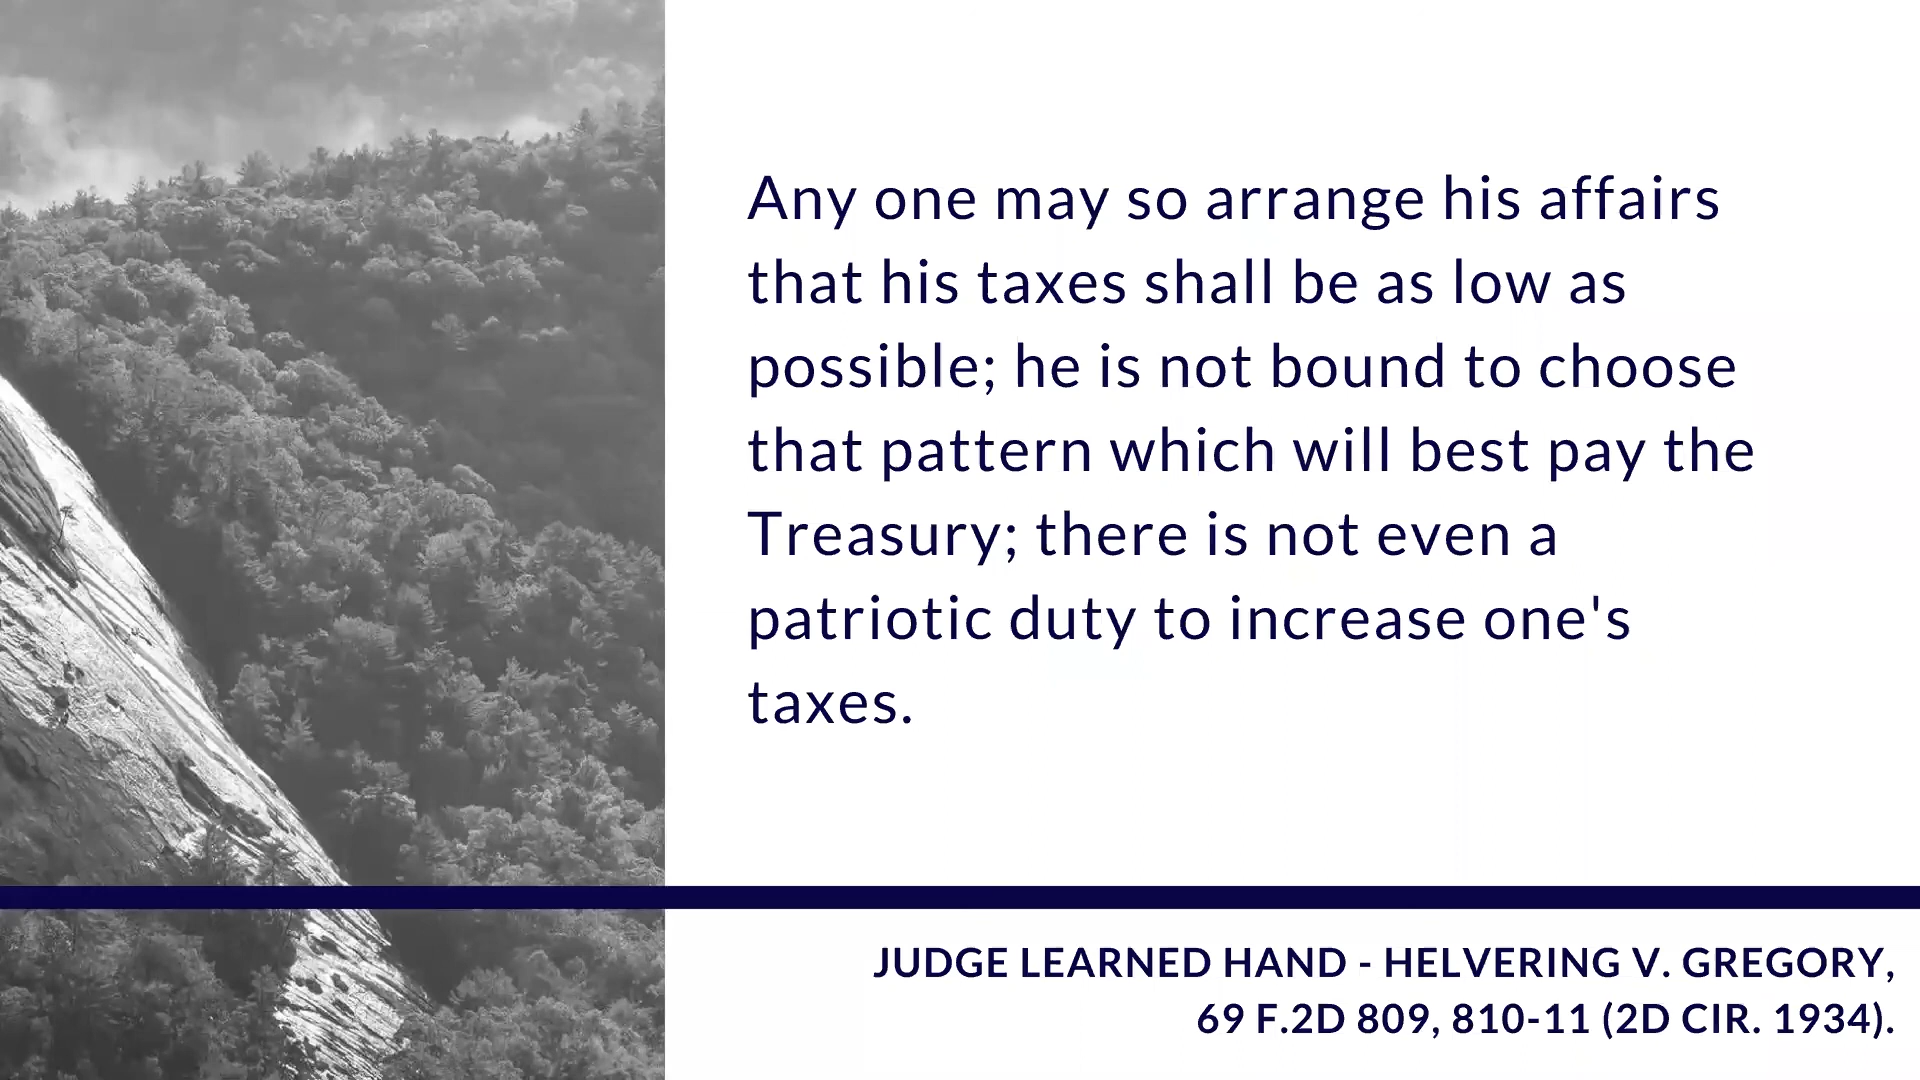 Any one may so arrange his affairs
that his taxes shall be as low as
possible; he is not bound to choose
that pattern which will best pay the
Treasury; there is not even a
patriotic duty to increase one's
taxes.
JUDGE LEARNED HAND - HELVERING V. GREGORY,
69 F.2D 809, 810-11 (2D CIR. 1934).